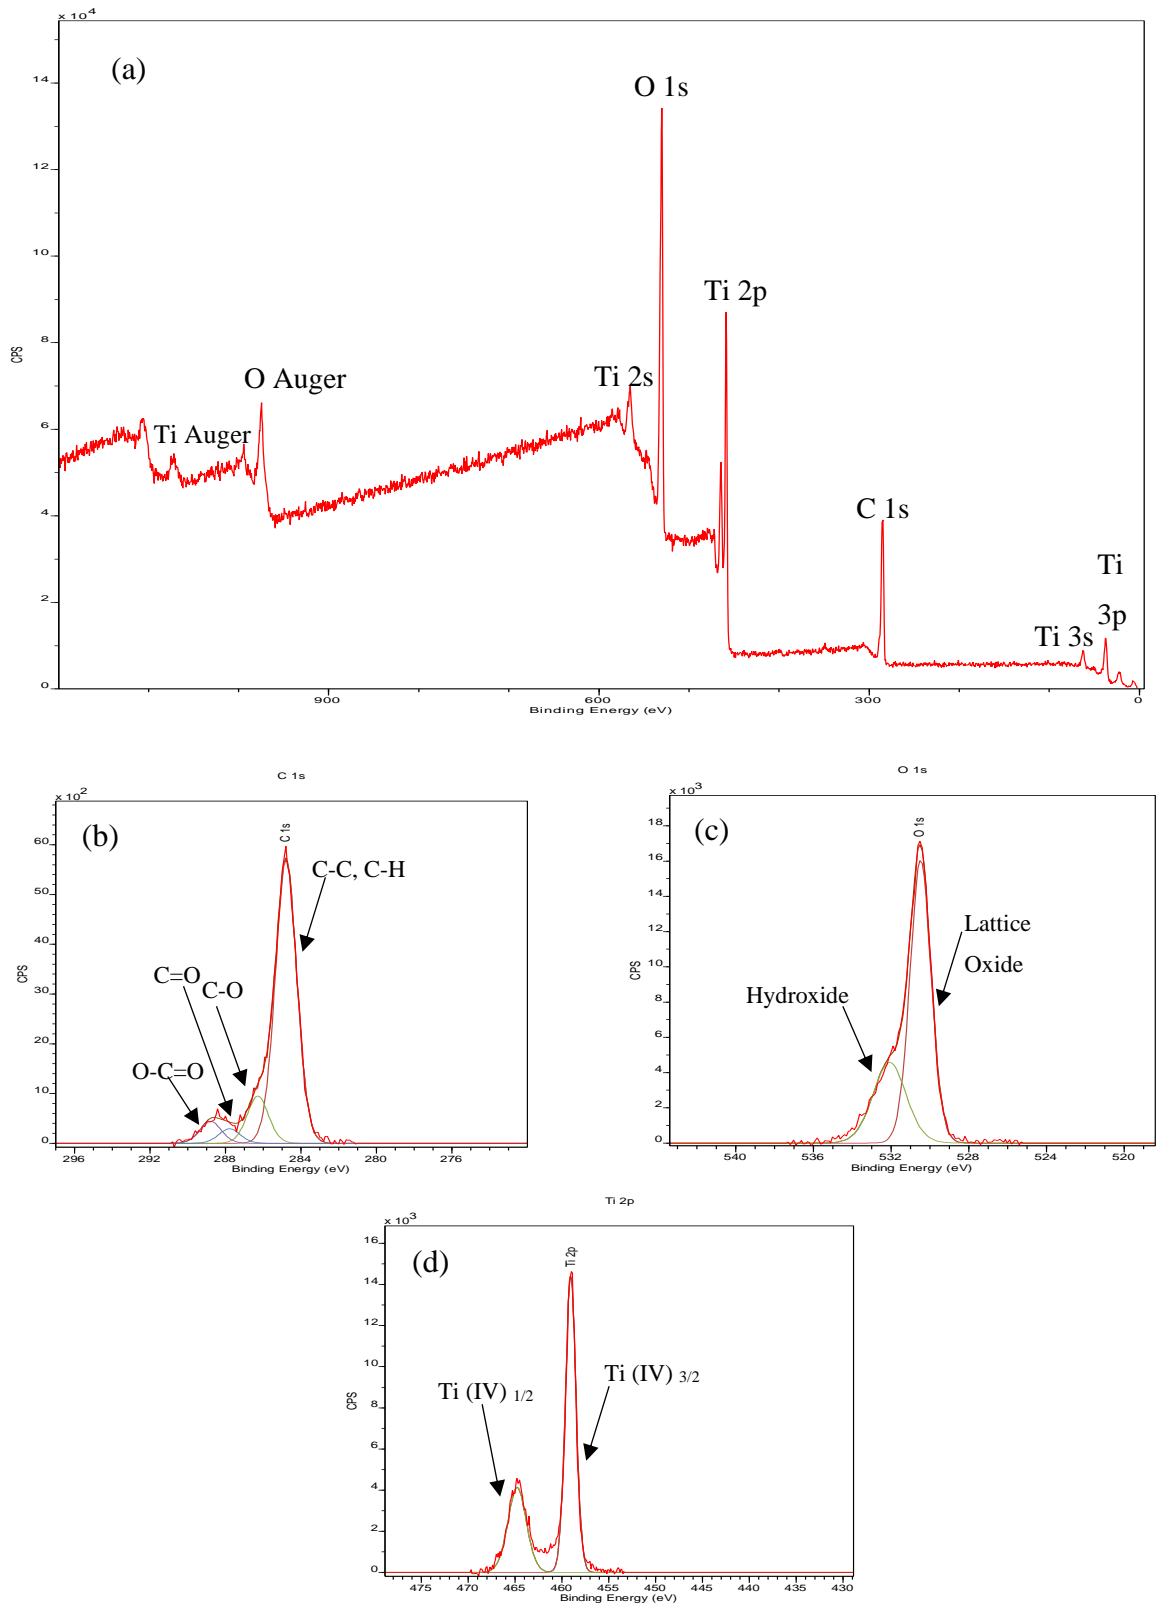 x 10⁴
(a)
O 1s
14
12
10
Ti 2p
8
CPS
O Auger
Ti 2s
6
Ti Auger
C 1s
4
Ti
3p
2
Ti 3s
0
900
600
300
0
Binding Energy (eV)
C 1s
x 10²
(b)
C 1s
60
C-C, C-H
50
40
CPS
C=O
C-O
30
20
O-C=O
10
0
296
292
288
284
280
276
Binding Energy (eV)
O 1s
x 10³
(c)
O 1s
18
16
14
12
Lattice
Oxide
10
CPS
Hydroxide
8
6
4
2
0
540
536
532
528
524
520
Binding Energy (eV)
Ti 2p
x 10³
(d)
Ti 2p
16
14
12
10
Ti (IV) 3/2
Ti (IV) 1/2
CPS
8
6
4
2
0
475
470
465
460
455
450
445
440
435
430
Binding Energy (eV)